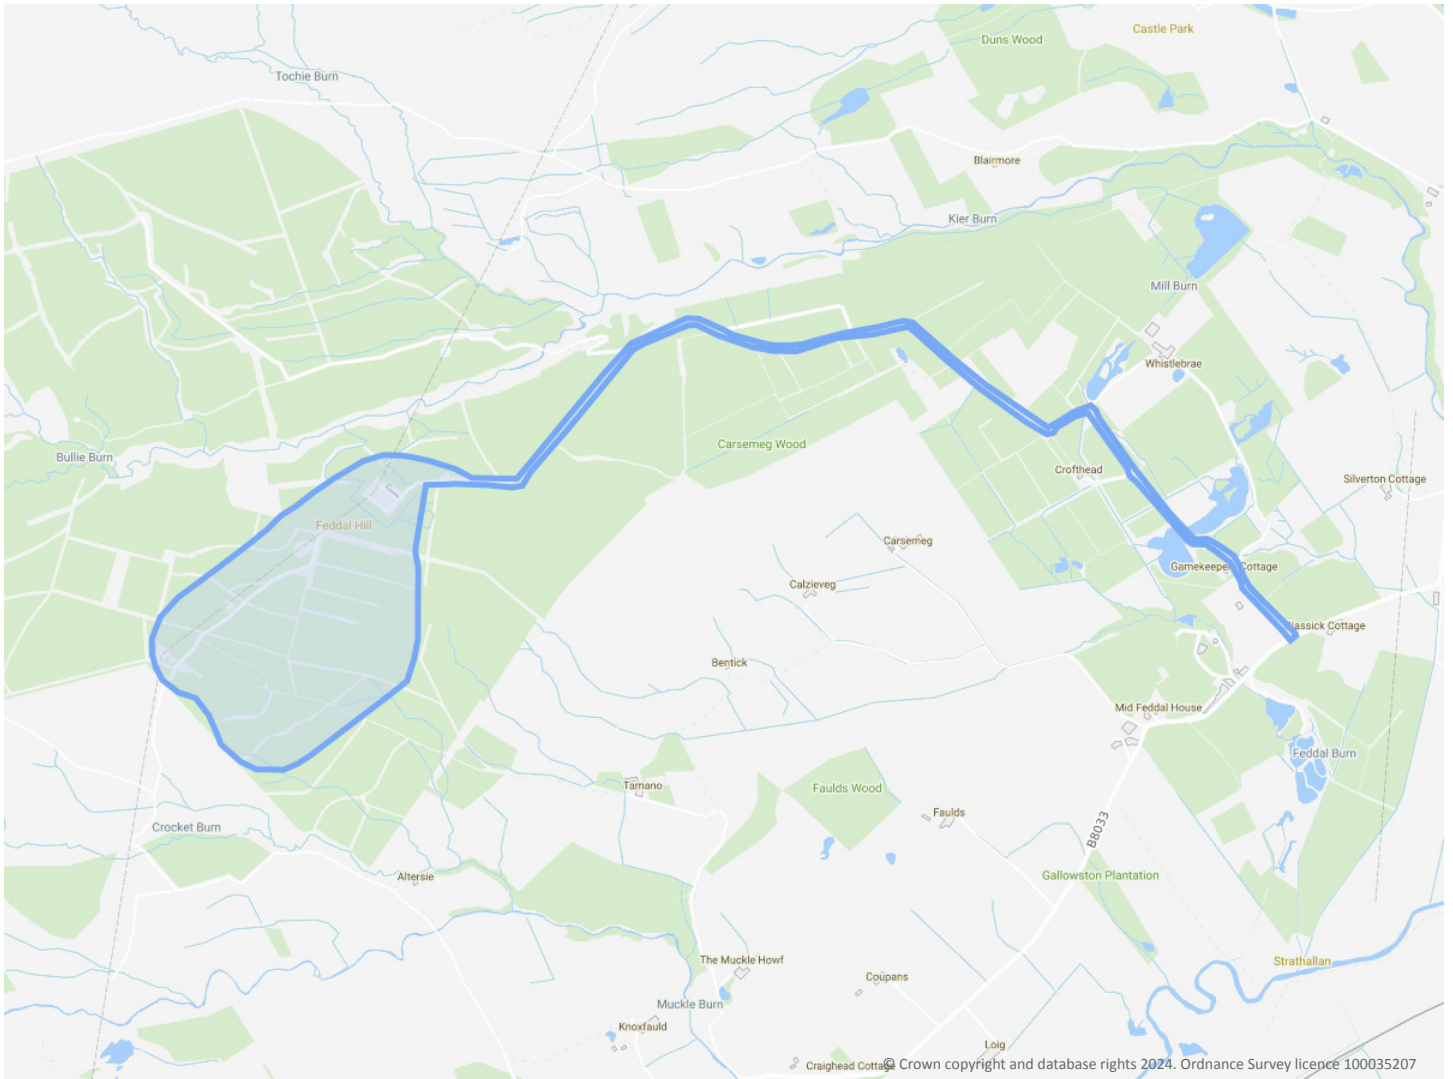 Castle Park
Duns Wood
Tochie Burn
Blairmore
Kier Burn
Mill Burn
Whistlebrae
Carsemeg Wood
Bullie Burn
Crofthead
Silverton Cottage
Feddal Hill
Carsemeg
Gamekeeper Cottage
Calzieveg
lassick Cottage
Bentick
Mid Feddal House
Feddal Burn
Tamano
Faulds Wood
Faulds
Crocket Burn
B8033
Altersie
Gallowston Plantation
The Muckle Howf
Strathallan
Coupans
Muckle Burn
Knoxfauld
Loig
Craighead Cottage
© Crown copyright and database rights 2024. Ordnance Survey licence 100035207